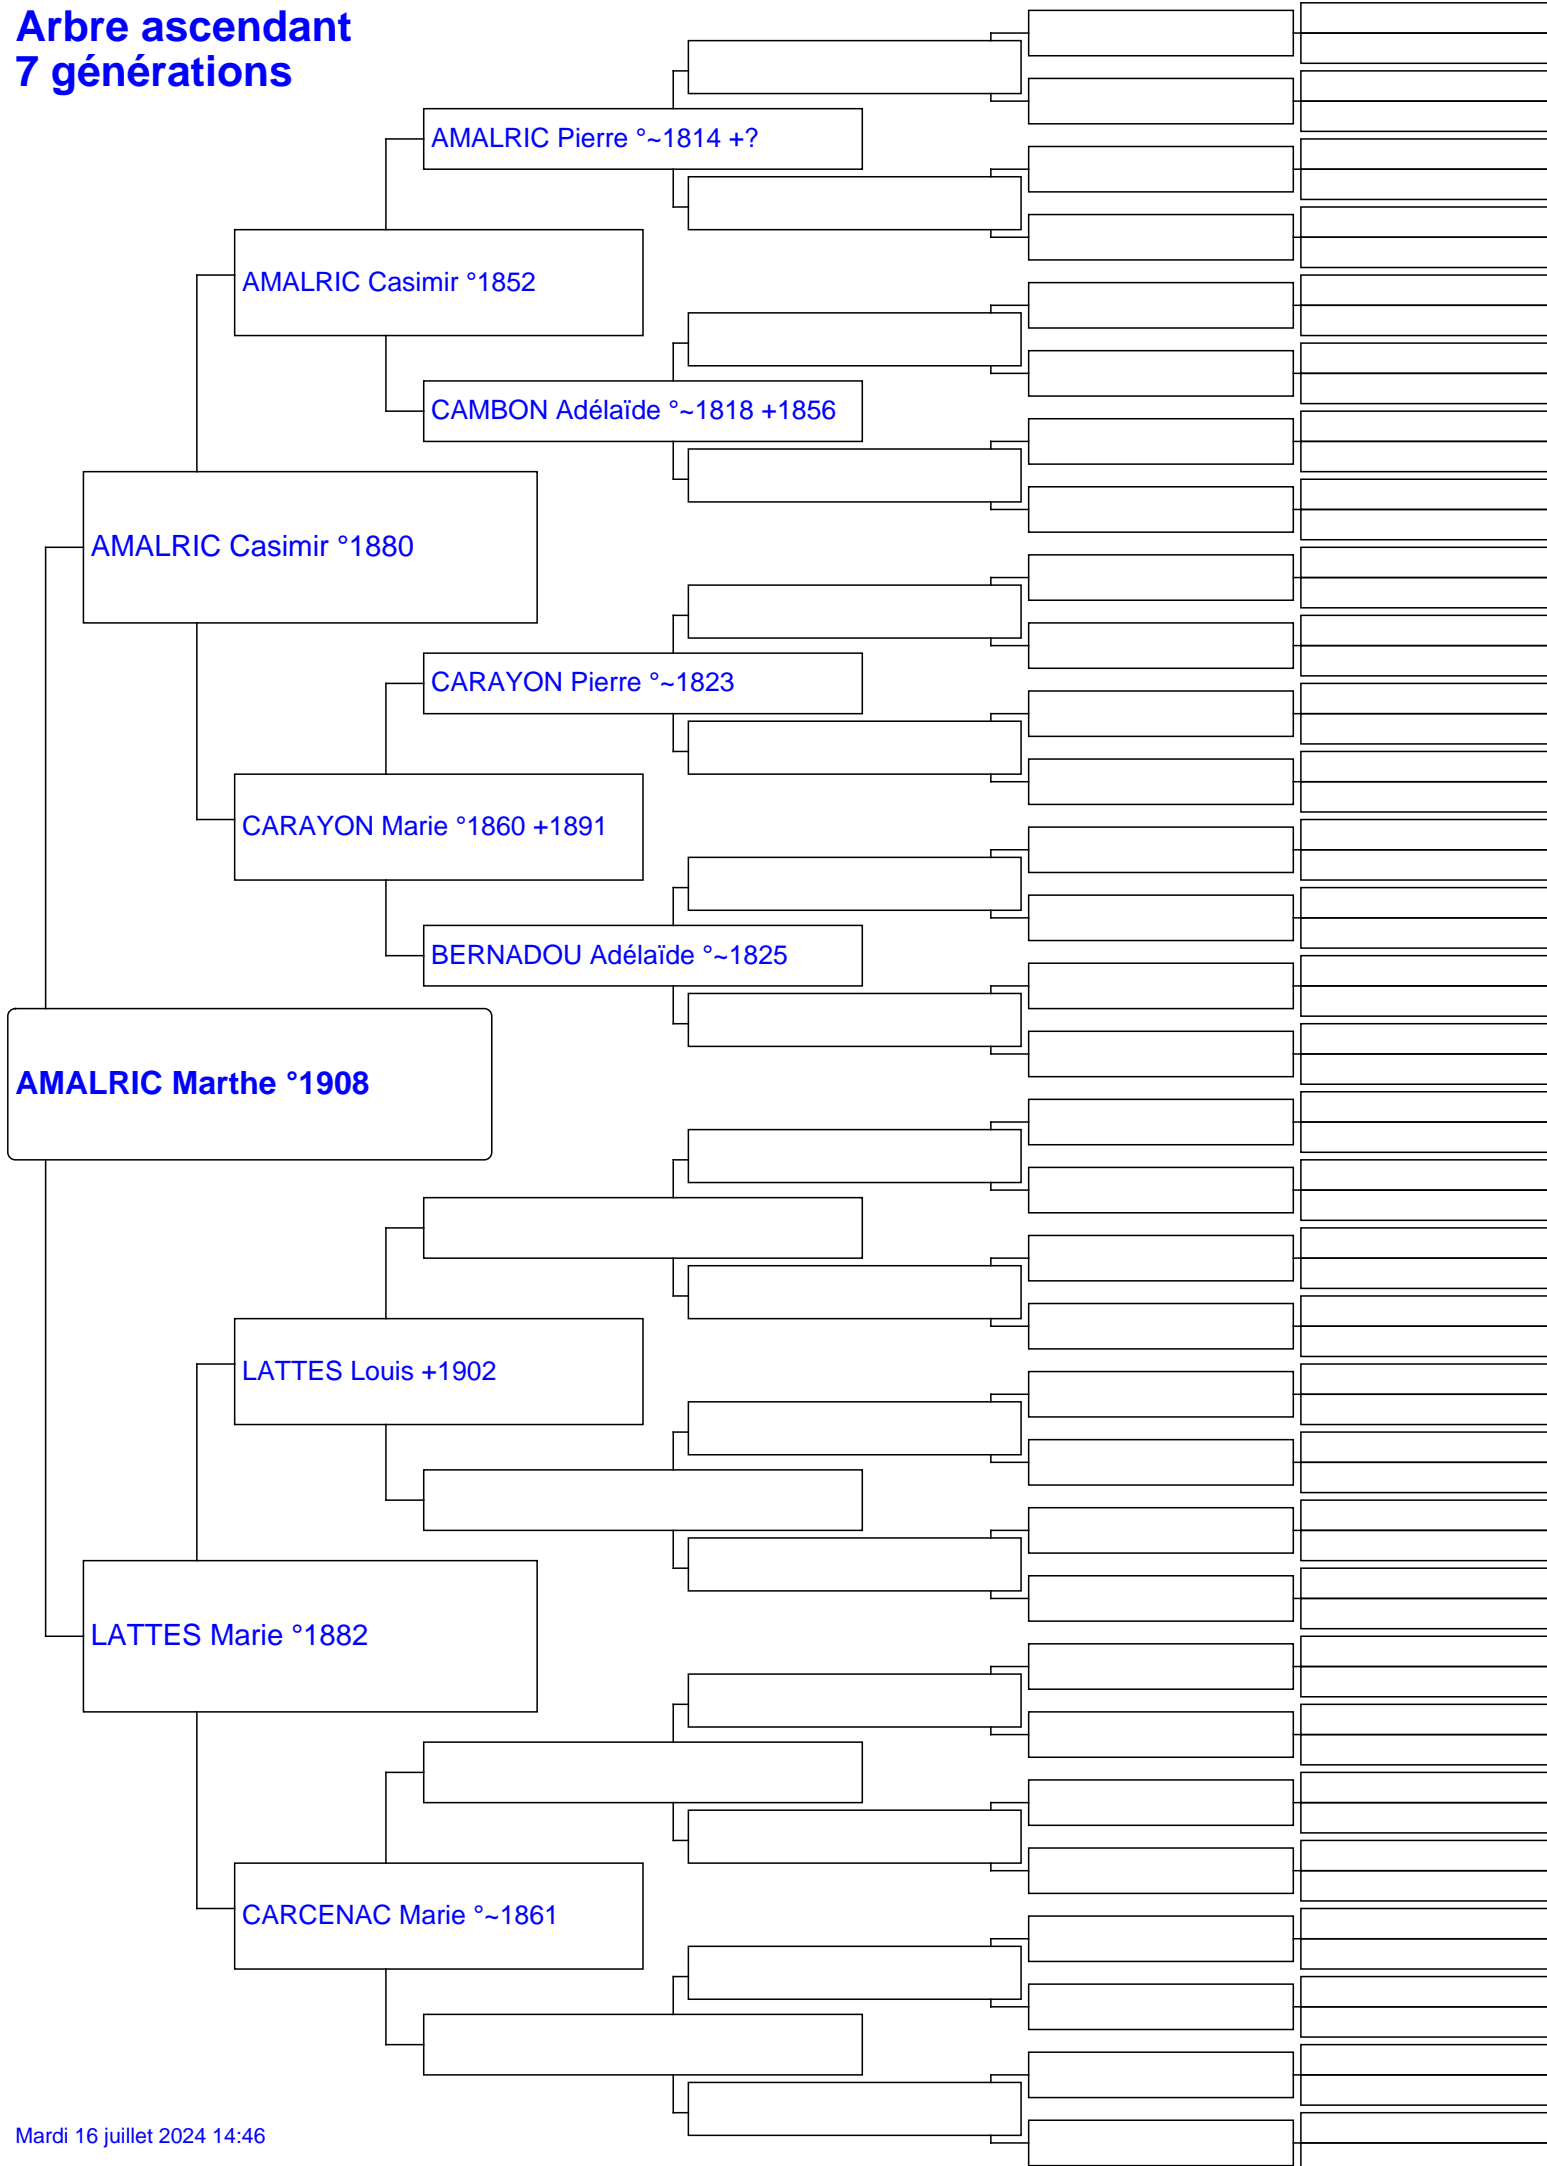 Arbre ascendant
7 générations
AMALRIC Pierre °~1814 +?
AMALRIC Casimir °1852
CAMBON Adélaïde °~1818 +1856
AMALRIC Casimir °1880
CARAYON Pierre °~1823
CARAYON Marie °1860 +1891
BERNADOU Adélaïde °~1825
AMALRIC Marthe °1908
LATTES Louis +1902
LATTES Marie °1882
CARCENAC Marie °~1861
Mardi 16 juillet 2024 14:46